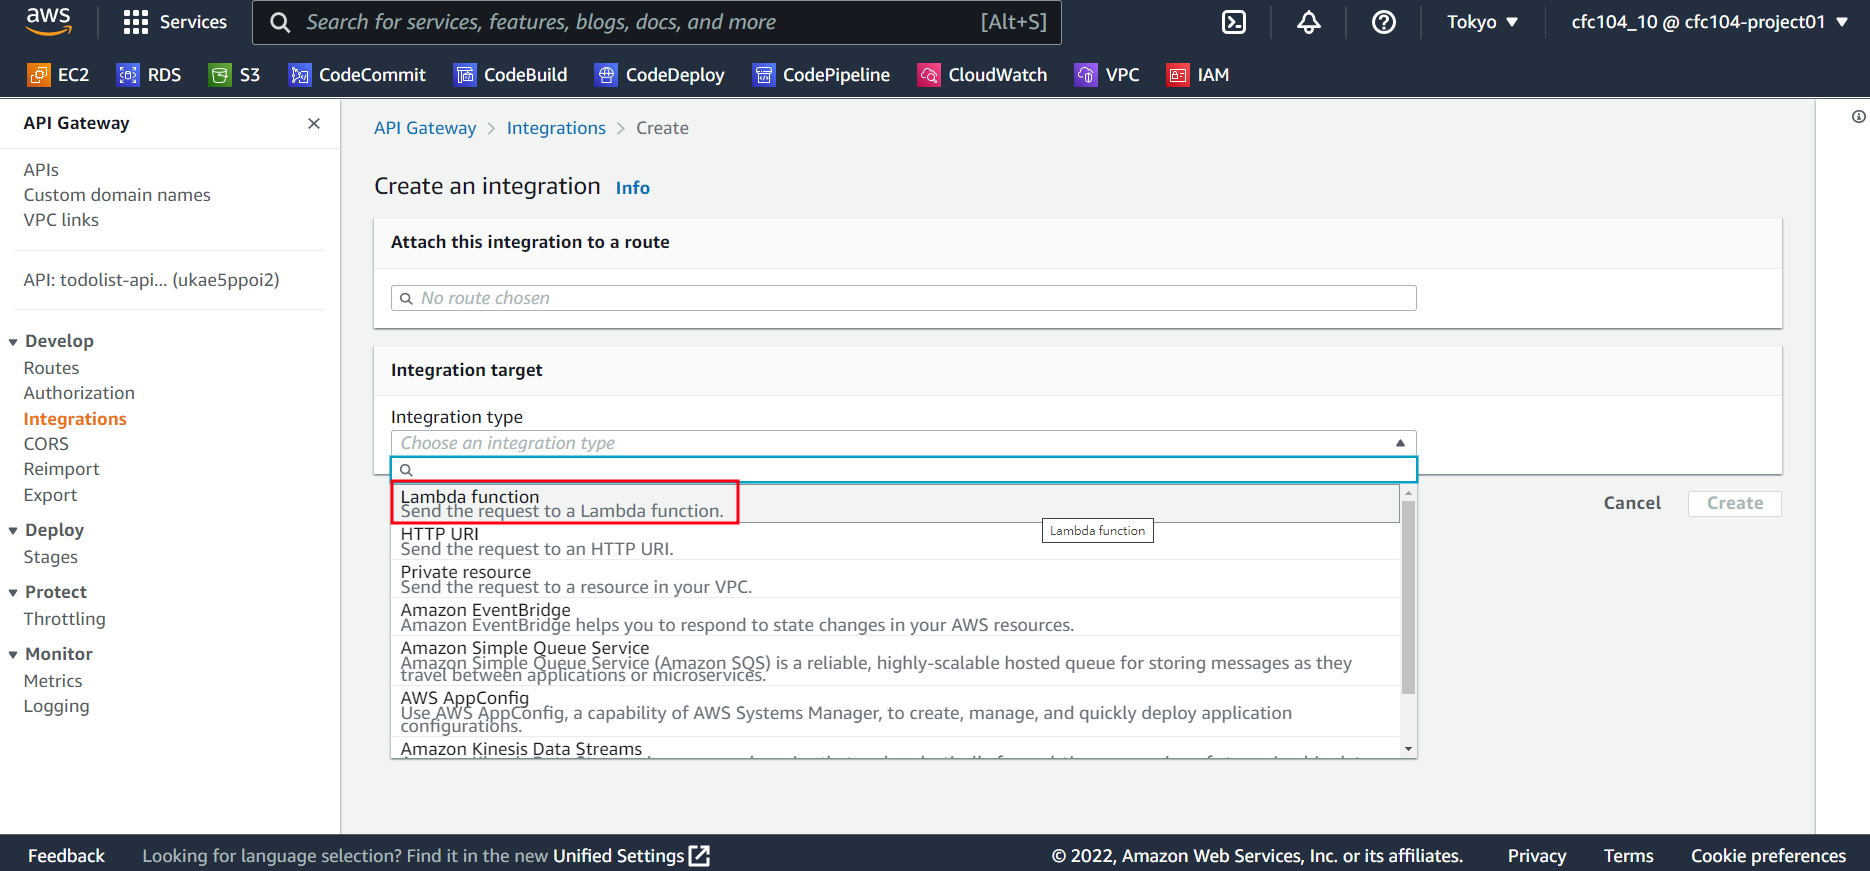 aws
Services
Search for services, features, blogs, docs, and more
[Alt+S]
Tokyo
cfc104_10 @ cfc104-project01
EC2
RDS
S3
CodeCommit
CodeBuild
CodeDeploy
CodePipeline
CloudWatch
VPC
IAM
API Gateway
APIs
Custom domain names
VPC links
API: todolist-api... (ukae5ppoi2)
Develop
Routes
Authorization
Integrations
CORS
Reimport
Export
Deploy
Stages
Protect
Throttling
Monitor
Metrics
Logging
API Gateway
Integrations
Create
Create an integration
Info
Attach this integration to a route
No route chosen
Integration target
Integration type
Choose an integration type
Lambda function
Send the request to a Lambda function.
Lambda function
HTTP URI
Send the request to an HTTP URI.
Private resource
Send the request to a resource in your VPC.
Amazon EventBridge
Amazon EventBridge helps you to respond to state changes in your AWS resources.
Amazon Simple Queue Service
Amazon Simple Queue Service (Amazon SQS) is a reliable, highly-scalable hosted queue for storing messages as they
travel between applications or microservices.
AWS AppConfig
Use AWS AppConfig, a capability of AWS Systems Manager, to create, manage, and quickly deploy application
configurations.
Amazon Kinesis Data Streams
Cancel
Create
Feedback
Looking for language selection? Find it in the new Unified Settings
© 2022, Amazon Web Services, Inc. or its affiliates.
Privacy
Terms
Cookie preferences